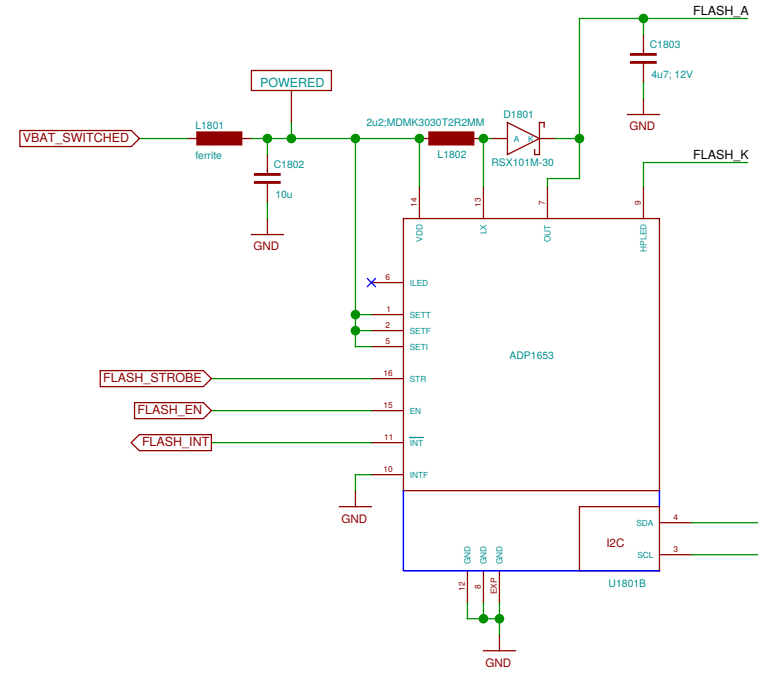 FLASH_A
C1803
4u7; 12V
GND
POWERED
VBAT_SWITCHED
L1801
ferrite
C1802
10u
GND
2u2;MDMK3030T2R2MM
L1802
D1801
A K
RSX101M-30
FLASH_K
14
13
7
9
VDD
LX
OUT
HPLED
6 ILED
1 SETT
2 SETF
5 SETI
ADP1653
FLASH_STROBE 16 STR
FLASH_EN 15 EN
FLASH_INT 11 INT
10 INTF
GND
I2C
SDA 4
SCL 3
U1801B
GND
GND
GND
12
8
EXP
GND